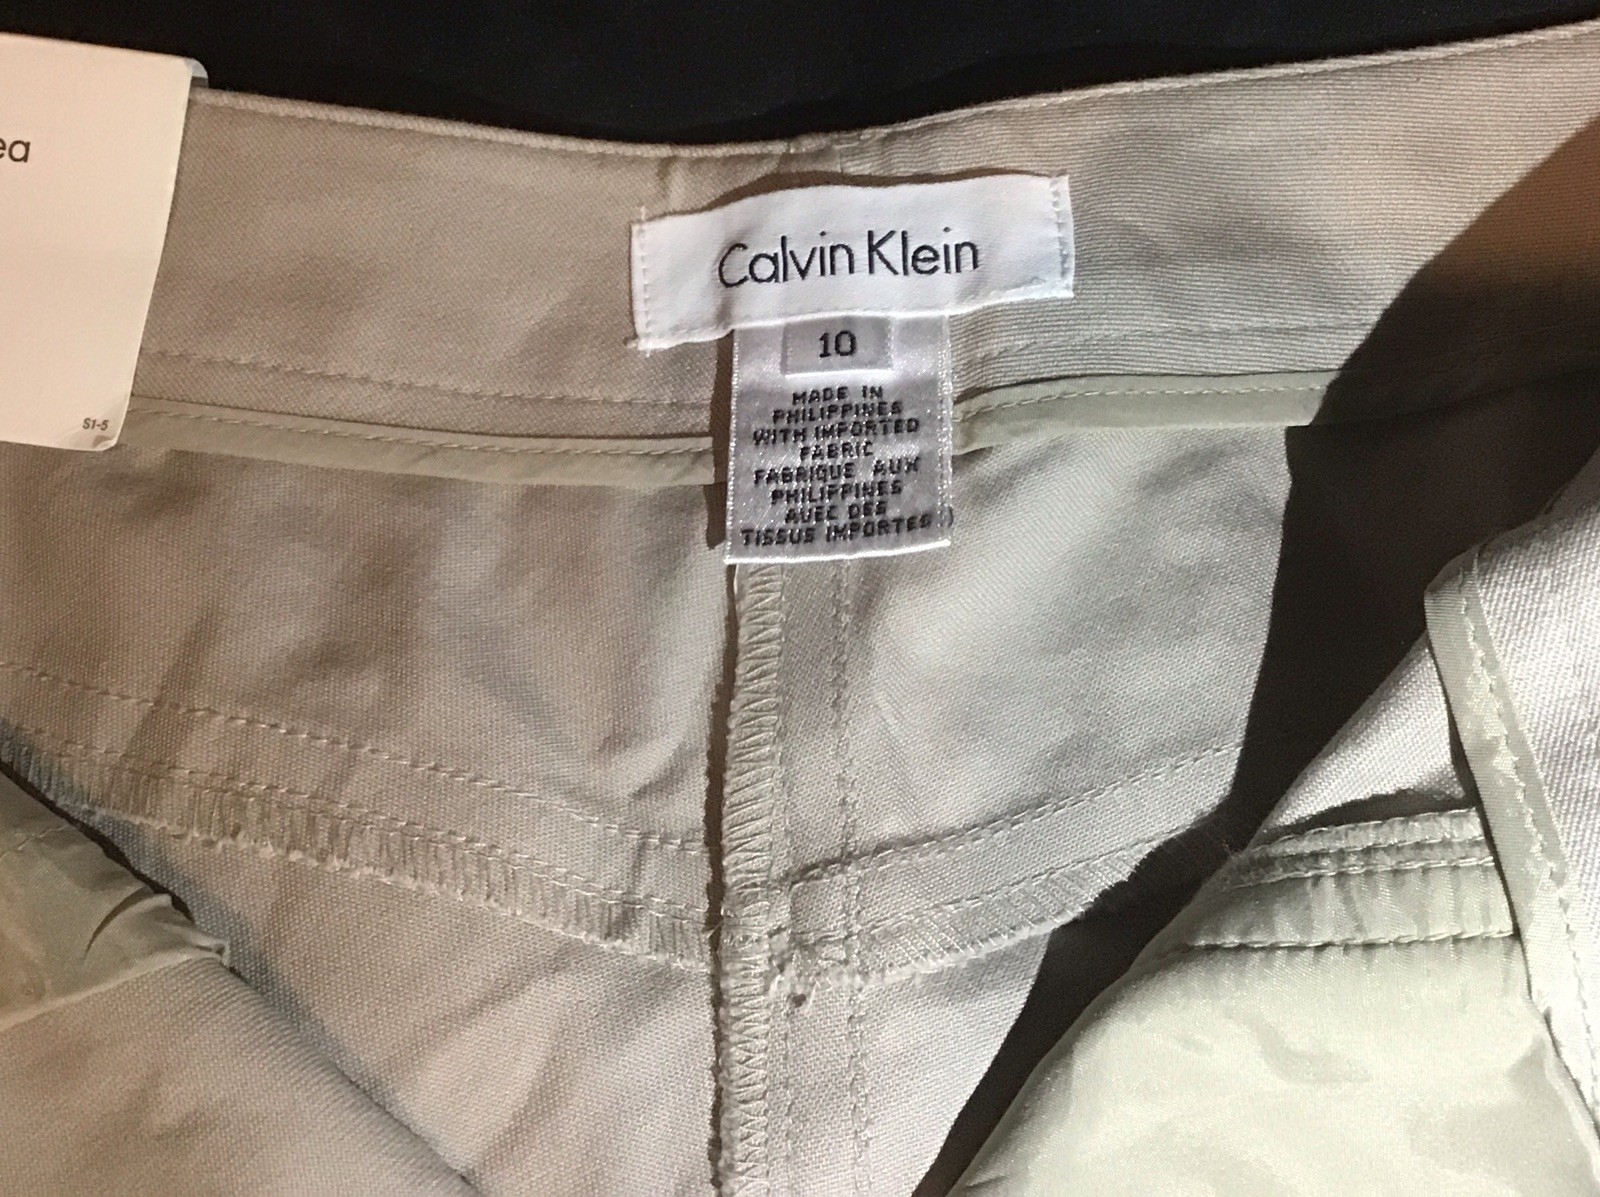 ea
S1-5
Calvin Klein
10
MADE IN
PHILIPPINES
WITH IMPORTED
FABRIC
FABRIQUE AUX
PHILIPPINES
AVEC DES
TISSUS IMPORTES